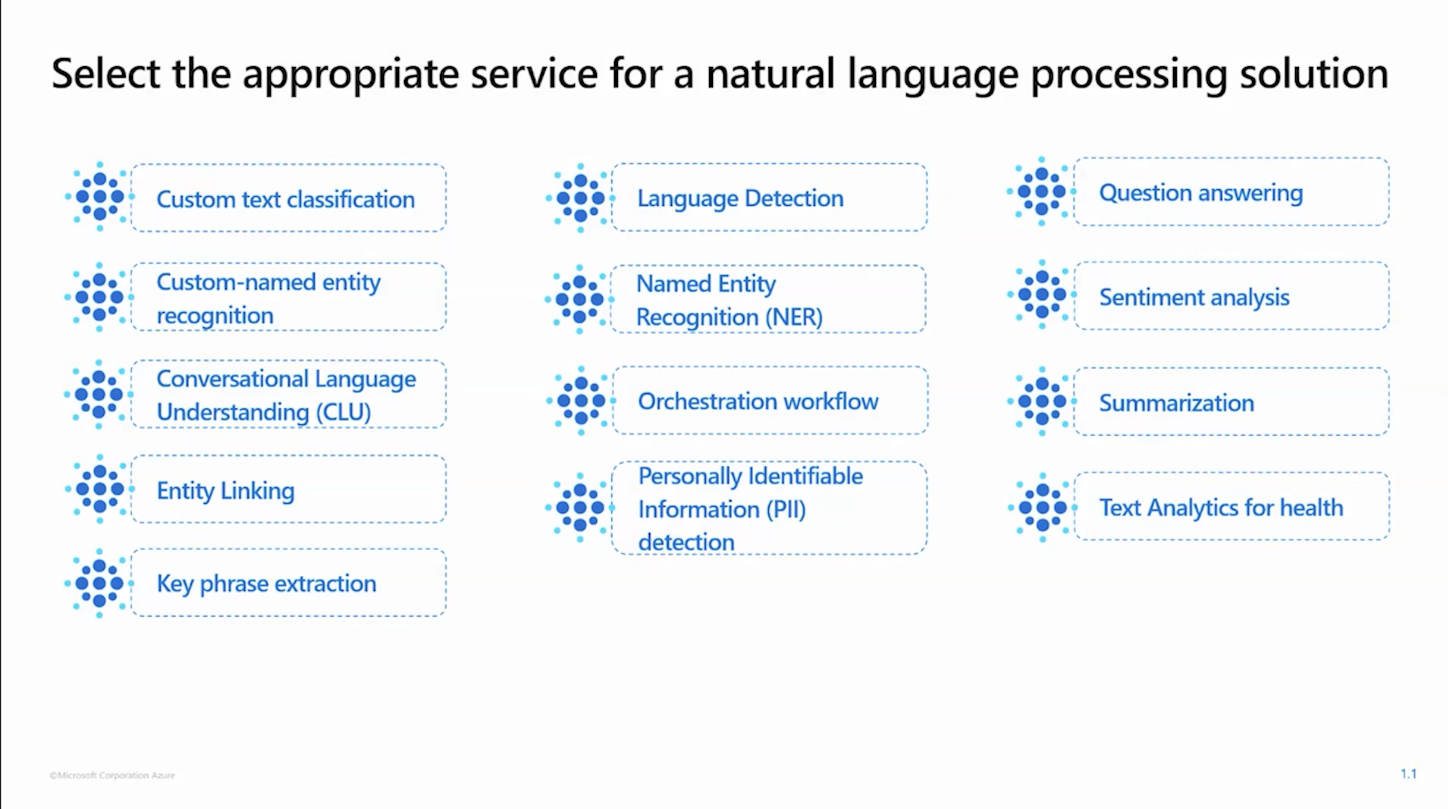 Select the appropriate service for a natural language processing solution
Custom text classification
Custom-named entity
recognition
Conversational Language
Understanding (CLU)
Entity Linking
Key phrase extraction
Language Detection
Named Entity
Recognition (NER)
Orchestration workflow
Personally Identifiable
Information (PII)
detection
Question answering
Sentiment analysis
Summarization
Text Analytics for health
©Microsoft Corporation Azure
1.1